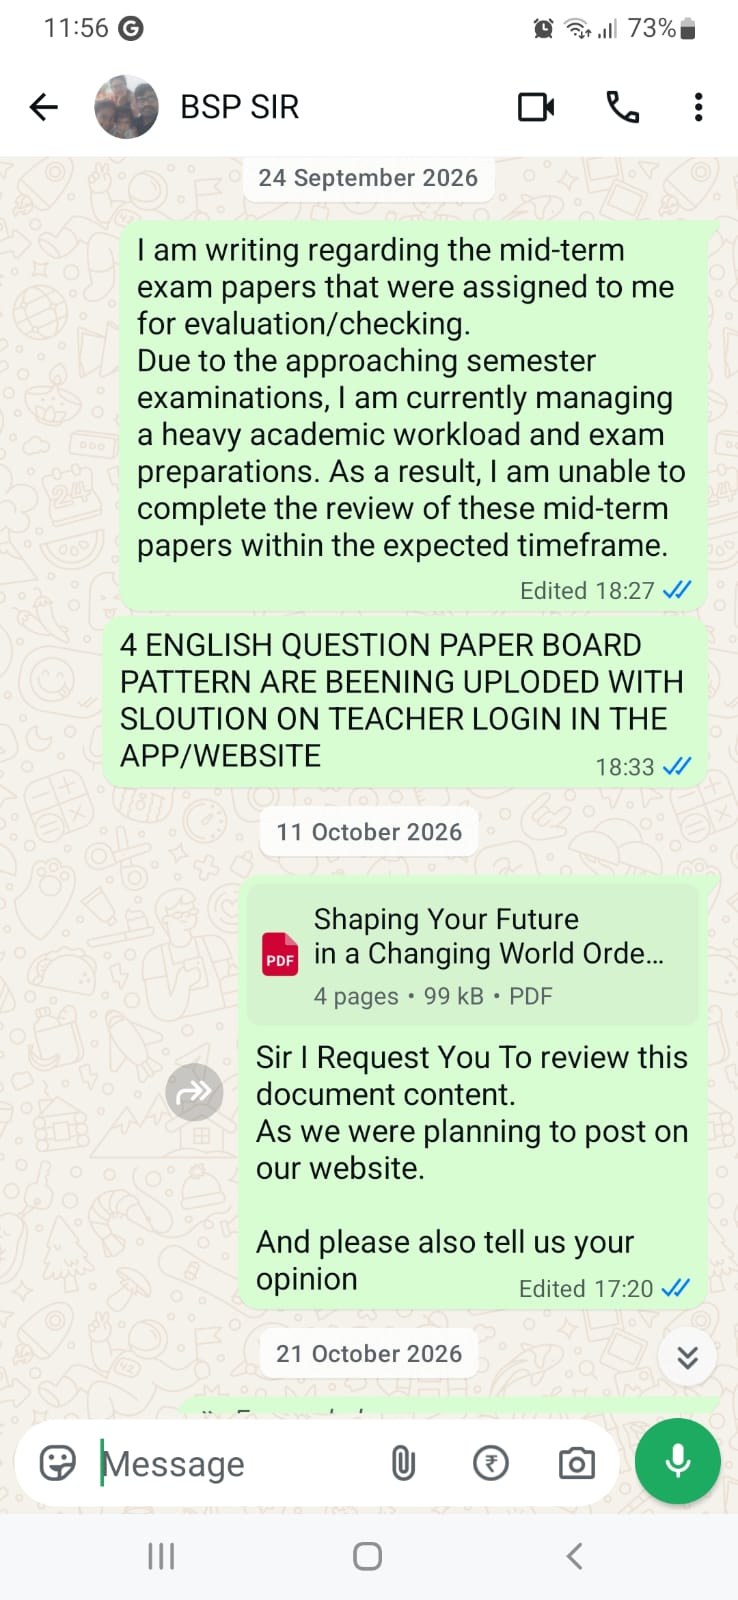 11:56 G 73%
BSP SIR
24 September 2026
I am writing regarding the mid-term
exam papers that were assigned to me
for evaluation/checking.
Due to the approaching semester
examinations, I am currently managing
a heavy academic workload and exam
preparations. As a result, I am unable to
complete the review of these mid-term
papers within the expected timeframe.
Edited 18:27
4 ENGLISH QUESTION PAPER BOARD
PATTERN ARE BEENING UPLODED WITH
SLOUTION ON TEACHER LOGIN IN THE
APP/WEBSITE
18:33
11 October 2026
Shaping Your Future
PDF in a Changing World Orde...
4 pages • 99 kB • PDF
Sir I Request You To review this
document content.
As we were planning to post on
our website.
And please also tell us your
opinion
Edited 17:20
21 October 2026
Message